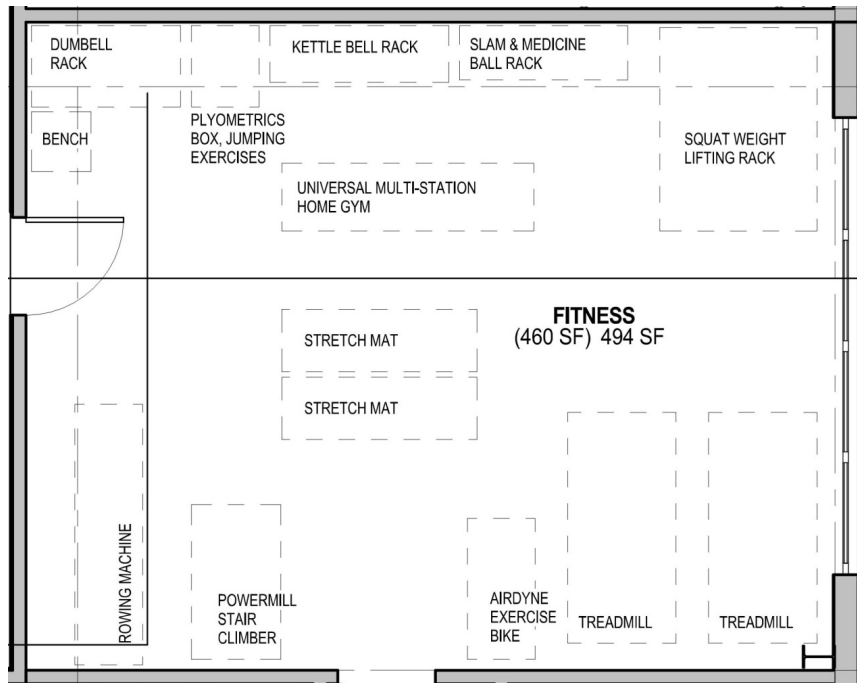 DUMBELL
RACK
KETTLE BELL RACK
SLAM & MEDICINE
BALL RACK
PLYOMETRICS
BOX, JUMPING
EXERCISES
BENCH
SQUAT WEIGHT
LIFTING RACK
UNIVERSAL MULTI-STATION
HOME GYM
FITNESS
(460 SF) 494 SF
STRETCH MAT
STRETCH MAT
ROWING MACHINE
POWERMILL
STAIR
CLIMBER
AIRDYNE
EXERCISE
BIKE
TREADMILL
TREADMILL